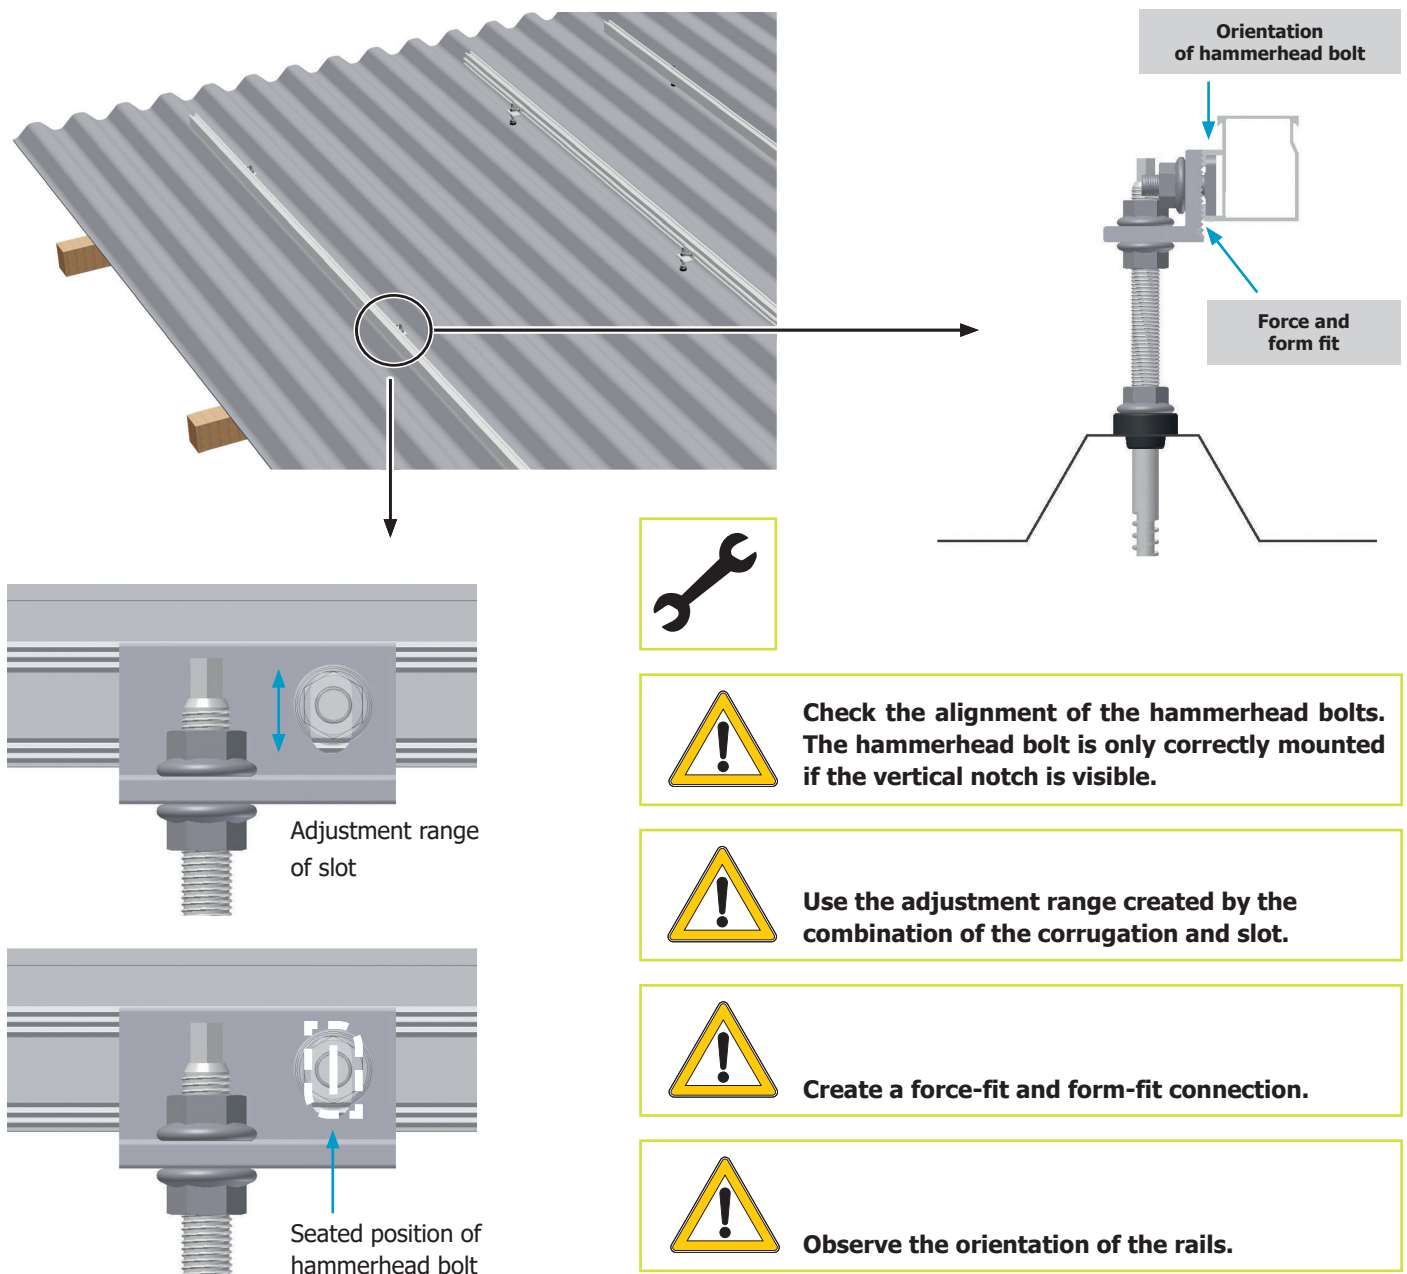 Orientation
of hammerhead bolt
Force and
form fit
Adjustment range
of slot
Seated position of
hammerhead bolt
Check the alignment of the hammerhead bolts.
The hammerhead bolt is only correctly mounted
if the vertical notch is visible.
Use the adjustment range created by the
combination of the corrugation and slot.
Create a force-fit and form-fit connection.
Observe the orientation of the rails.